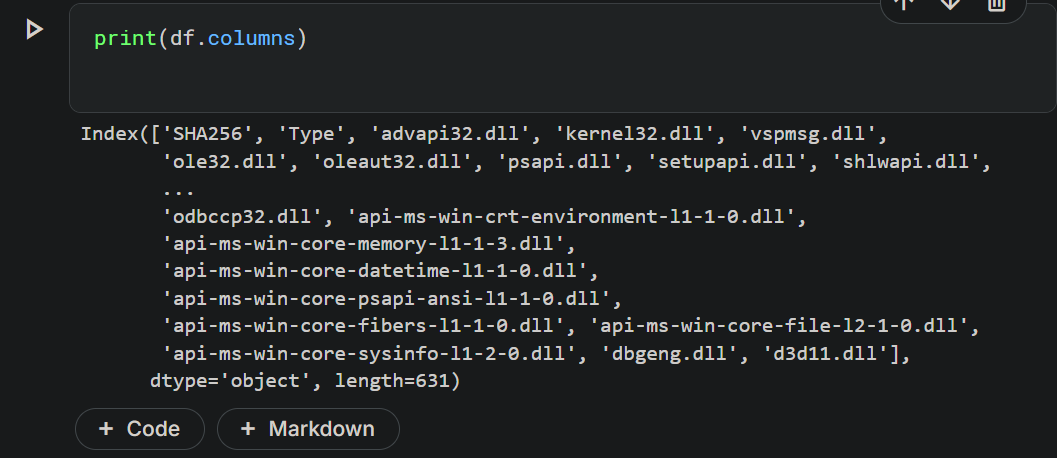 print(df.columns)
Index(['SHA256', 'Type', 'advapi32.dll', 'kernel32.dll', 'vspmsg.dll',
'ole32.dll', 'oleaut32.dll', 'psapi.dll', 'setupapi.dll', 'shlwapi.dll',
...
'odbccp32.dll', 'api-ms-win-crt-environment-l1-1-0.dll',
'api-ms-win-core-memory-l1-1-3.dll',
'api-ms-win-core-datetime-l1-1-0.dll',
'api-ms-win-core-psapi-ansi-l1-1-0.dll',
'api-ms-win-core-fibers-l1-1-0.dll', 'api-ms-win-core-file-l2-1-0.dll',
'api-ms-win-core-sysinfo-l1-2-0.dll', 'dbgeng.dll', 'd3d11.dll'],
dtype='object', length=631)
+ Code + Markdown